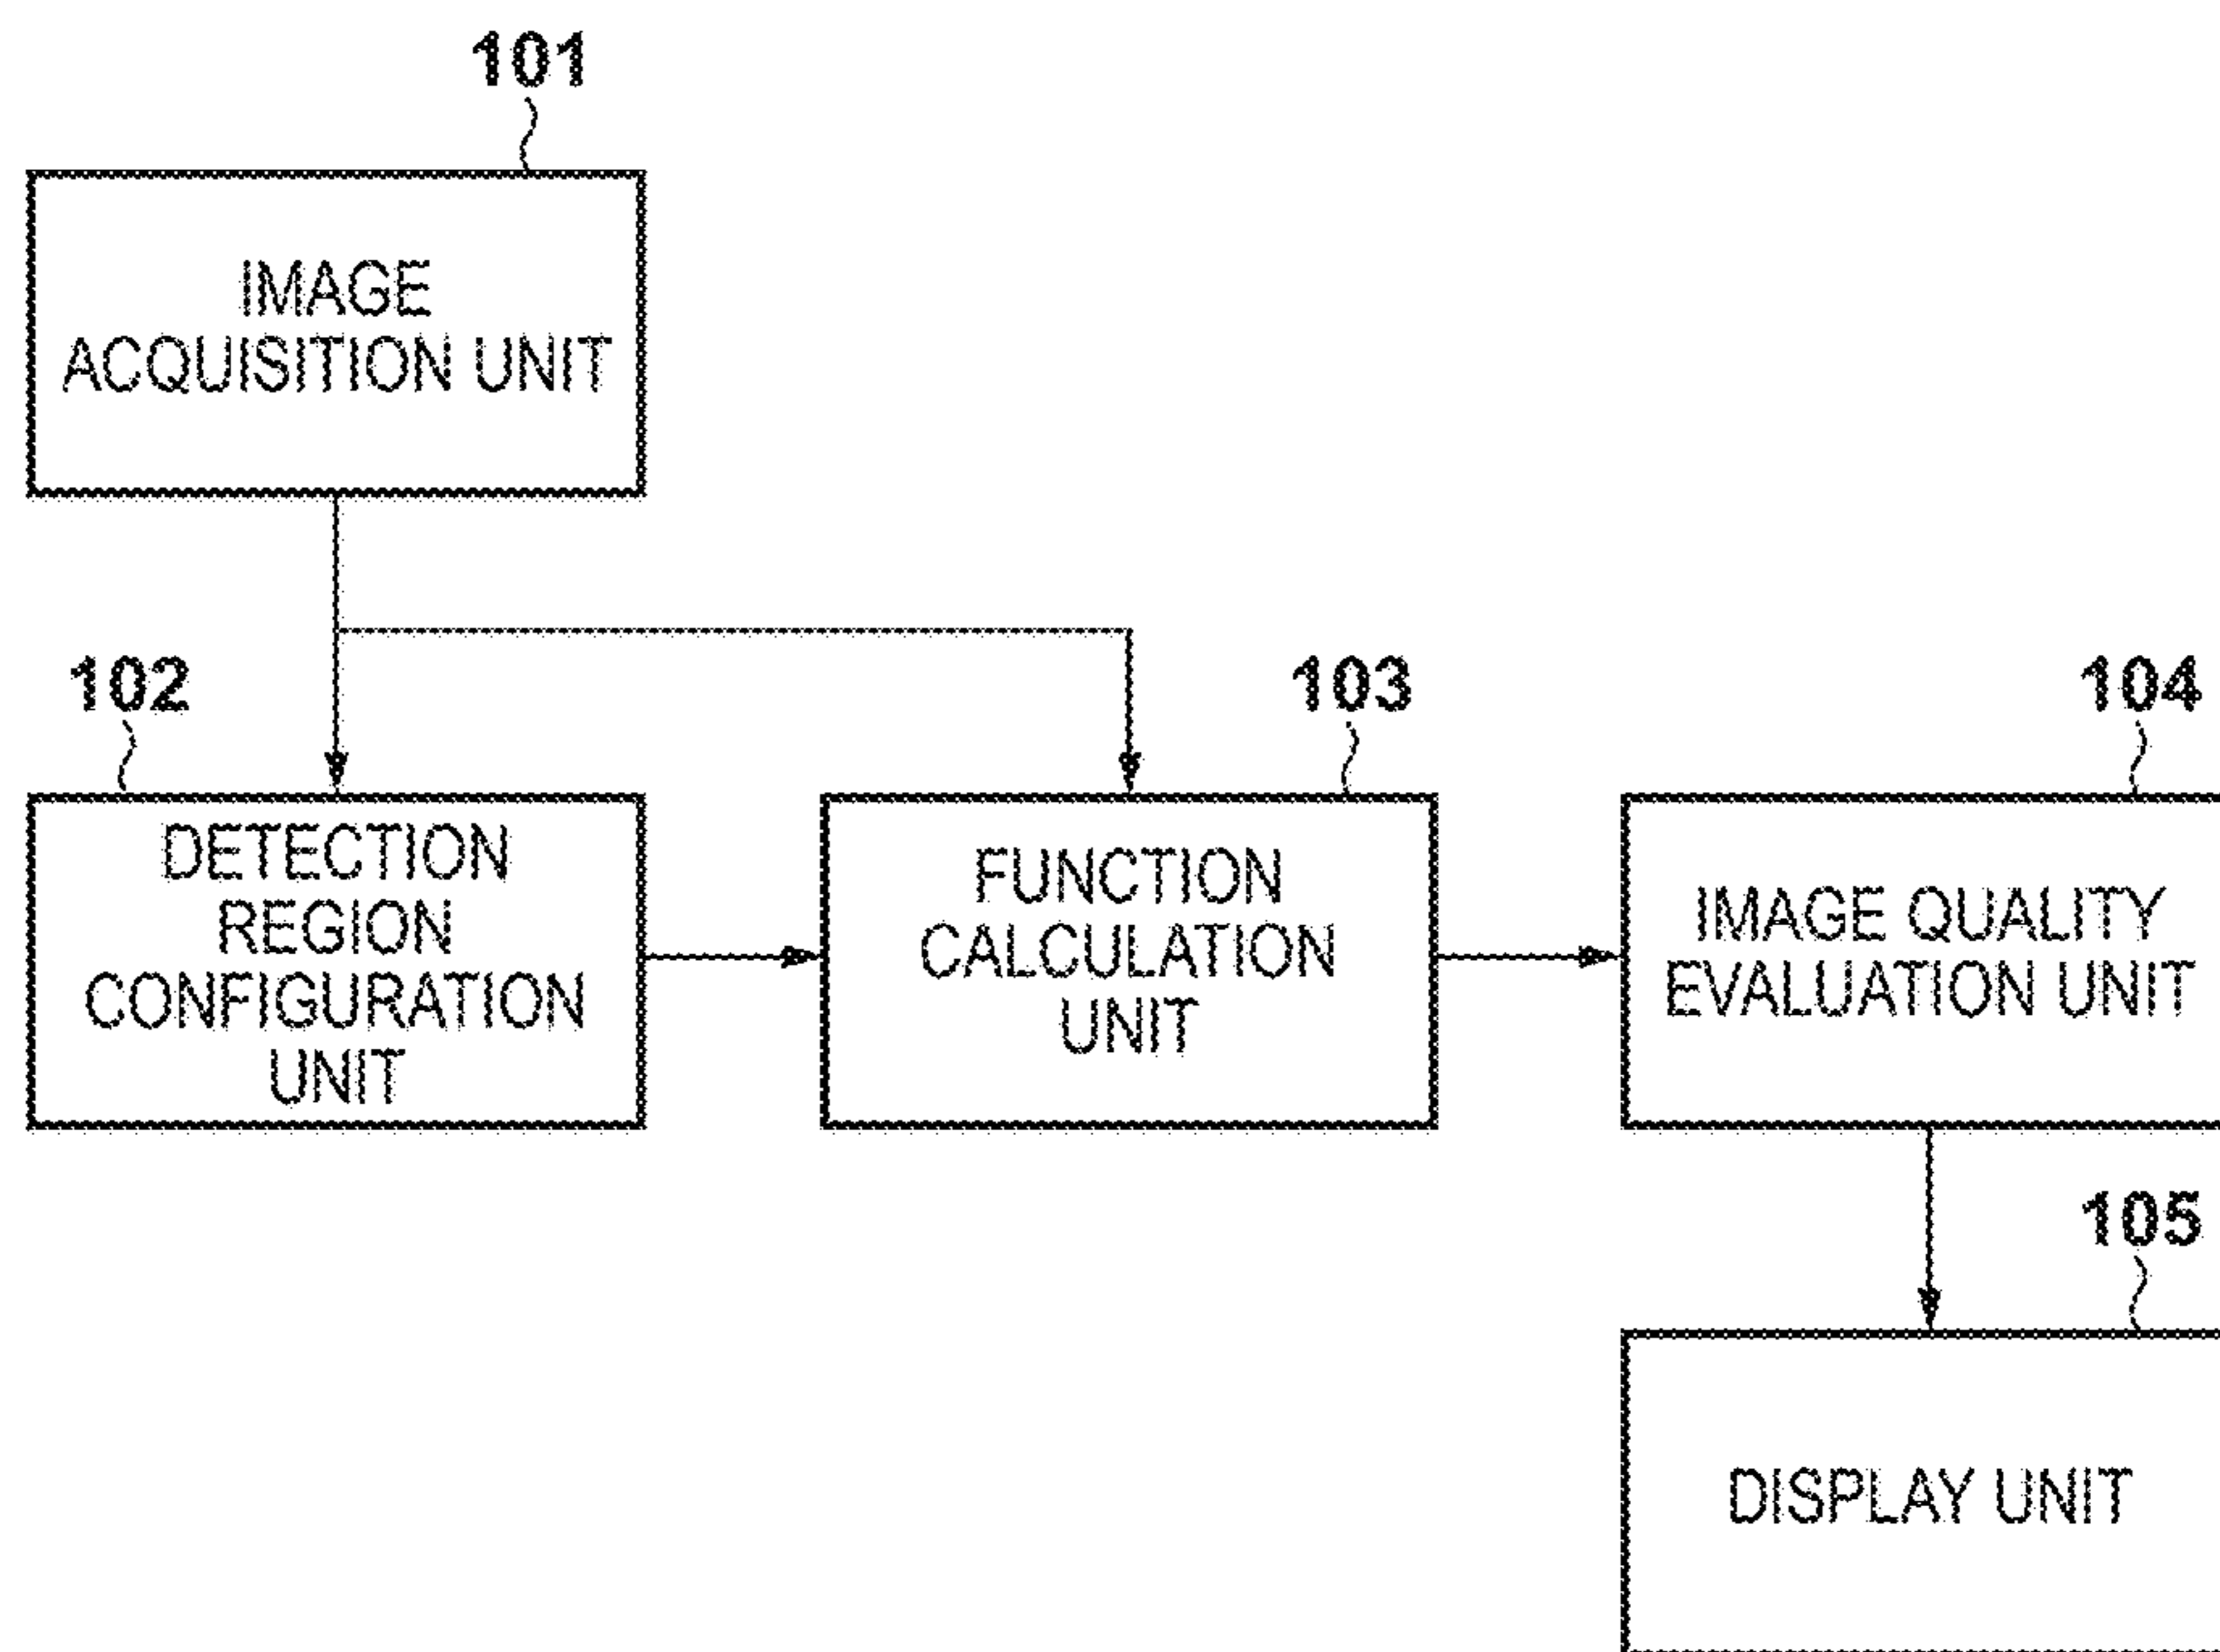 101
IMAGE
ACQUISITION UNIT
102
DETECTION
REGION
CONFIGURATION
UNIT
103
FUNCTION
CALCULATION
UNIT
104
IMAGE QUALITY
EVALUATION UNIT
105
DISPLAY UNIT